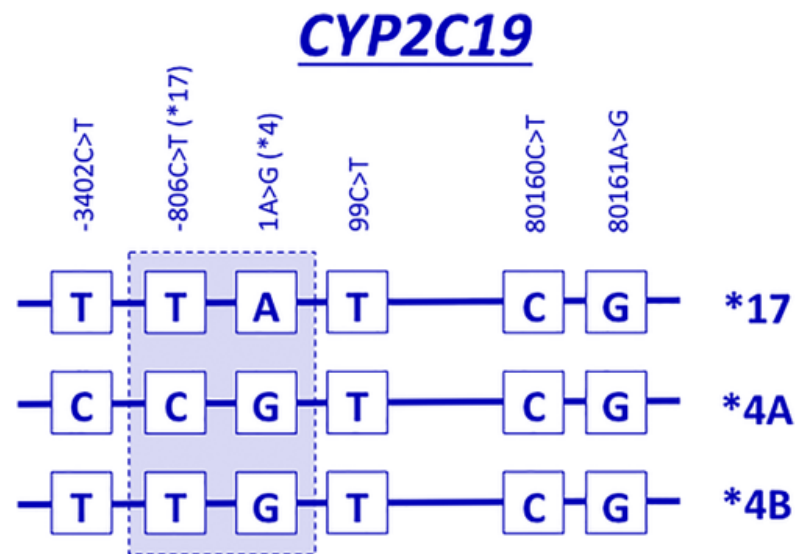 CYP2C19
-3402C>T
-806C>T (*17)
1A>G (*4)
99C>T
80160C>T
80161A>G
T T A T C G *17
C C G T C G *4A
T T G T C G *4B